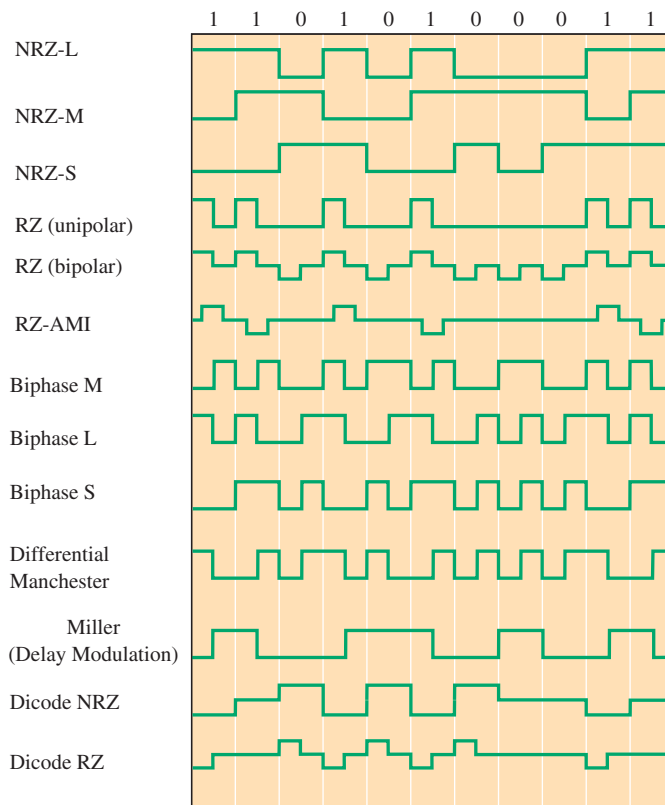 1 1 0 1 0 1 0 0 0 1 1
NRZ-L
NRZ-M
NRZ-S
RZ (unipolar)
RZ (bipolar)
RZ-AMI
Biphase M
Biphase L
Biphase S
Differential
Manchester
Miller
(Delay Modulation)
Dicode NRZ
Dicode RZ